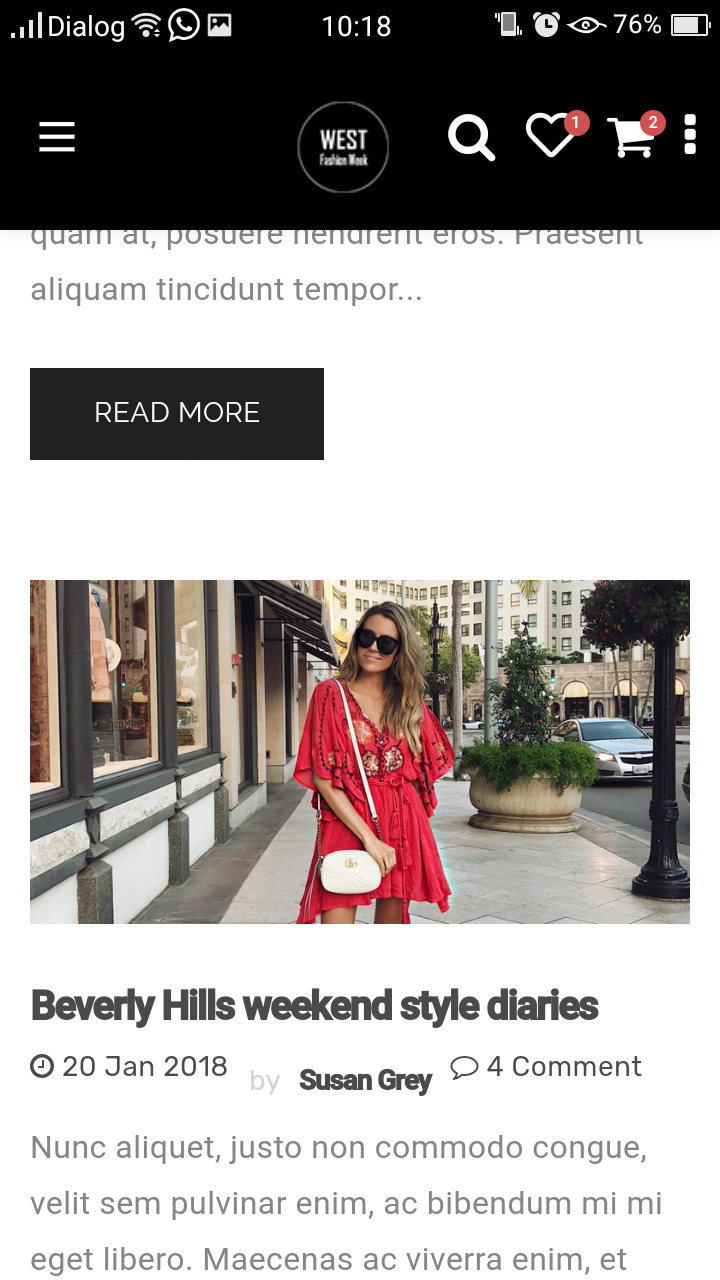 Dialog 10:18 76%
WEST
Fashion Week
1
2
quam at, posuere hendrerit eros. Praesent
aliquam tincidunt tempor...
READ MORE
Beverly Hills weekend style diaries
20 Jan 2018 by Susan Grey 4 Comment
Nunc aliquet, justo non commodo congue,
velit sem pulvinar enim, ac bibendum mi mi
eget libero. Maecenas ac viverra enim, et